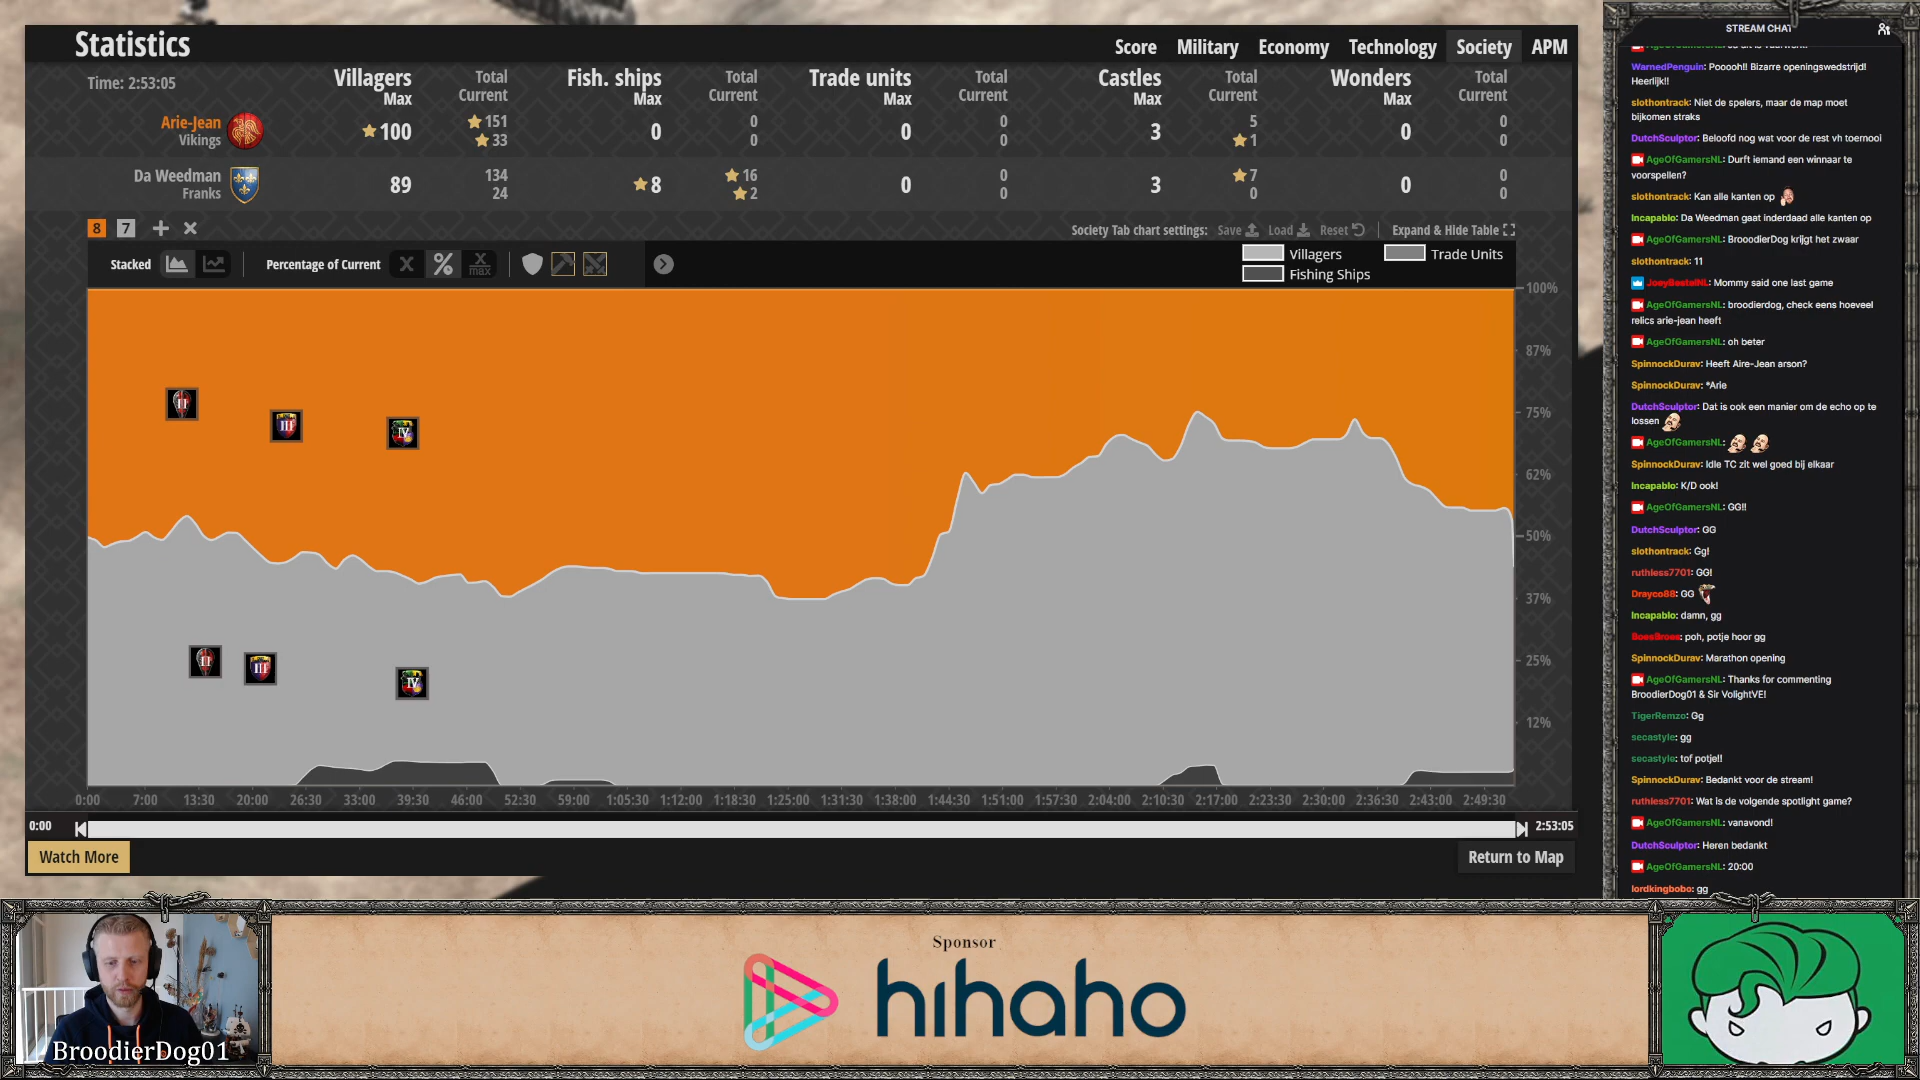 Statistics
Score Military Economy Technology Society APM
Time: 2:53:05
Villagers Max Total Current
Fish. ships Max Total Current
Trade units Max Total Current
Castles Max Total Current
Wonders Max Total Current
Arie-Jean Vikings 100 151 33 0 0 0 0 0 0 3 5 1 0 0 0
Da Weedman Franks 89 134 24 8 16 2 0 0 0 3 7 0 0 0 0
8 7
Society Tab chart settings: Save Load Reset Expand & Hide Table
Stacked Percentage of Current X % X max
Villagers Trade Units
Fishing Ships
100%
87%
75%
62%
50%
37%
25%
12%
II III IV
II III IV
0:00 7:00 13:30 20:00 26:30 33:00 39:30 46:00 52:30 59:00 1:05:30 1:12:00 1:18:30 1:25:00 1:31:30 1:38:00 1:44:30 1:51:00 1:57:30 2:04:00 2:10:30 2:17:00 2:23:30 2:30:00 2:36:30 2:43:00 2:49:30
0:00 2:53:05
Watch More
Return to Map
STREAM CHAT
WarnedPenguin: Pooooh!! Bizarre openingswedstrijd!
Heerlijk!!
slothontrack: Niet de spelers, maar de map moet
bijkomen straks
DutchSculptor: Beloofd nog wat voor de rest vh toernooi
AgeOfGamersNL: Durft iemand een winnaar te
voorspellen?
slothontrack: Kan alle kanten op
Incapablo: Da Weedman gaat inderdaad alle kanten op
AgeOfGamersNL: BrooodierDog krijgt het zwaar
slothontrack: 11
JoeyBestelNL: Mommy said one last game
AgeOfGamersNL: broodierdog, check eens hoeveel
relics arie-jean heeft
AgeOfGamersNL: oh beter
SpinnockDurav: Heeft Aire-Jean arson?
SpinnockDurav: *Arie
DutchSculptor: Dat is ook een manier om de echo op te
lossen
AgeOfGamersNL:
SpinnockDurav: Idle TC zit wel goed bij elkaar
Incapablo: K/D ook!
AgeOfGamersNL: GG!!
DutchSculptor: GG
slothontrack: Gg!
ruthless7701: GG!
Drayco88: GG
Incapablo: damn, gg
BoesBroes: poh, potje hoor gg
SpinnockDurav: Marathon opening
AgeOfGamersNL: Thanks for commenting
BroodierDog01 & Sir VolightVE!
TigerRemzo: Gg
secastyle: gg
secastyle: tof potje!!
SpinnockDurav: Bedankt voor de stream!
ruthless7701: Wat is de volgende spotlight game?
AgeOfGamersNL: vanavond!
DutchSculptor: Heren bedankt
AgeOfGamersNL: 20:00
lordkingbobo: gg
BroodierDog01
Sponsor
hihaho